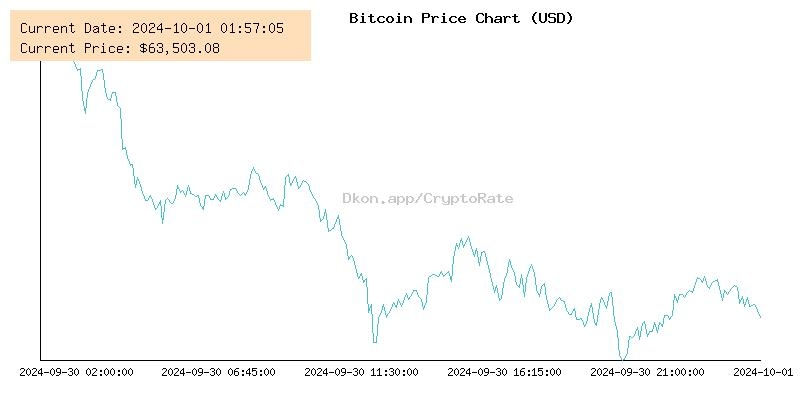 Bitcoin Price Chart (USD)
Current Date: 2024-10-01 01:57:05
Current Price: $63,503.08
Dkon.app/CryptoRate
2024-09-30 02:00:00 2024-09-30 06:45:00 2024-09-30 11:30:00 2024-09-30 16:15:00 2024-09-30 21:00:00 2024-10-01